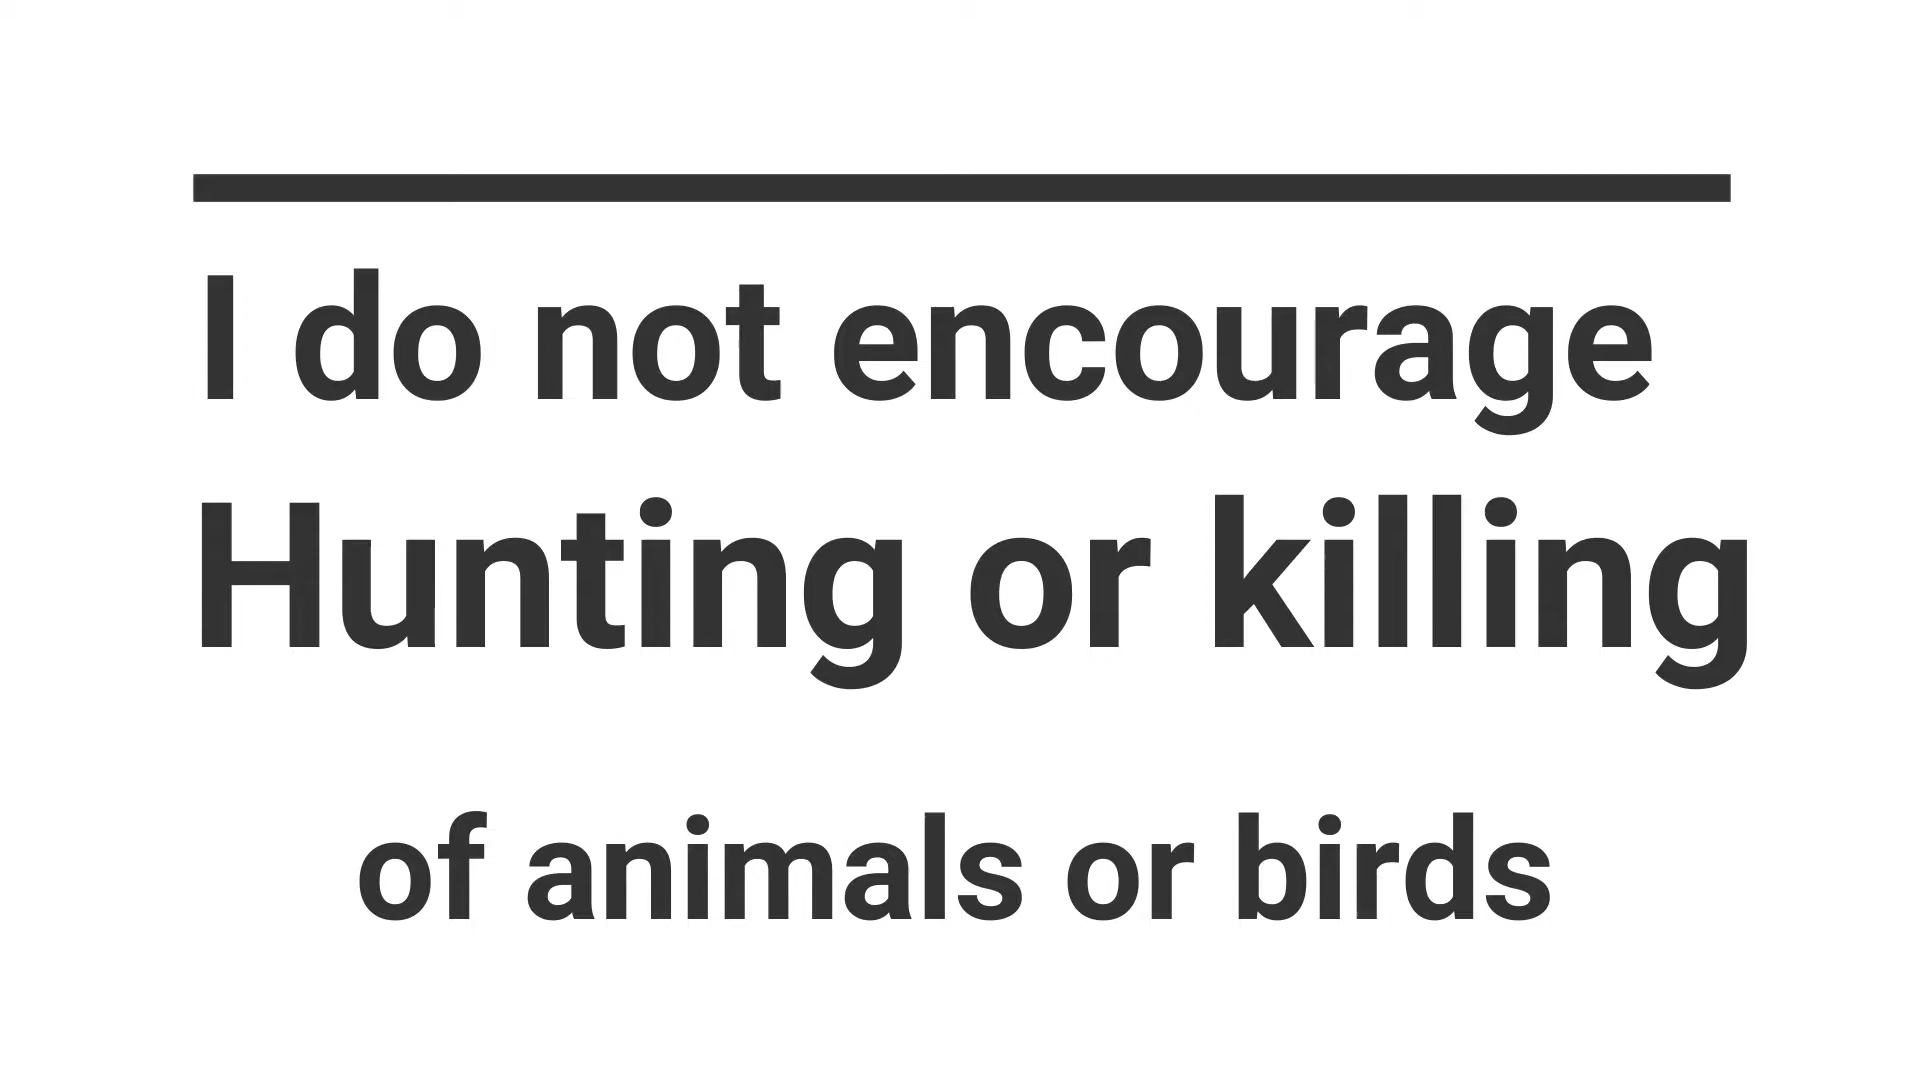 I do not encourage
Hunting or killing
of animals or birds